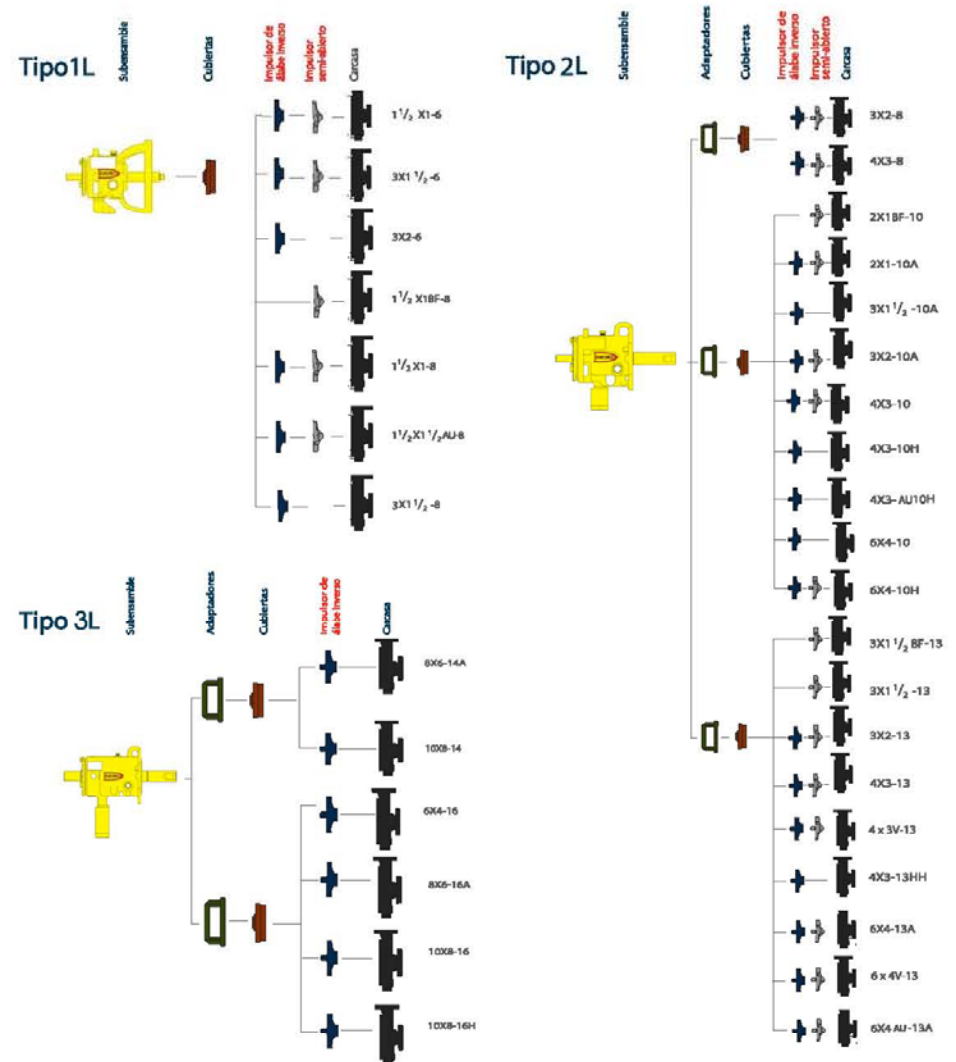 Tipo1L
Subensamble
Cubiertas
Impulsor de
álabe inverso
Impulsor
semi-abierto
Carcasa
1 1/2 X1-6
3X1 1/2 -6
3X2-6
1 1/2 X1BF-8
1 1/2 X1-8
1 1/2 X1 1/2 AU-8
3X1 1/2 -8
Tipo 3L
Subensamble
Adaptadores
Cubiertas
Impulsor de
álabe inverso
Carcasa
8X6-14A
10X8-14
6X4-16
8X6-16A
10X8-16
10X8-16H
Tipo 2L
Subensamble
Adaptadores
Cubiertas
Impulsor de
álabe inverso
Impulsor
semi-abierto
Carcasa
3X2-8
4X3-8
2X1BF-10
2X1-10A
3X1 1/2 -10A
3X2-10A
4X3-10
4X3-10H
4X3-AU10H
6X4-10
6X4-10H
3X1 1/2 BF-13
3X1 1/2 -13
3X2-13
4X3-13
4 x 3V-13
4X3-13HH
6X4-13A
6 x 4V-13
6X4 AU-13A